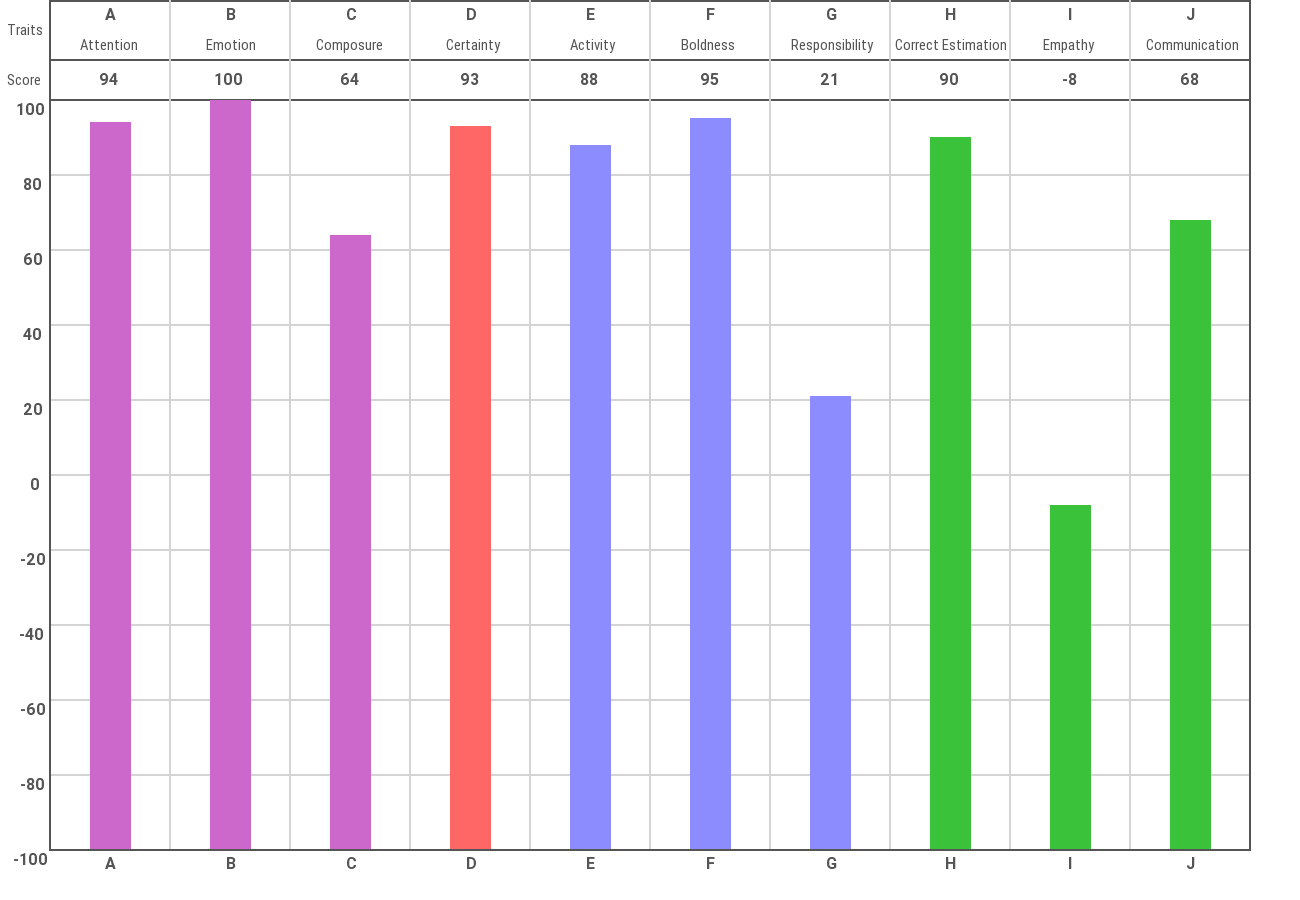 A B C D E F G H I J
Traits
Attention Emotion Composure Certainty Activity Boldness Responsibility Correct Estimation Empathy Communication
Score 94 100 64 93 88 95 21 90 -8 68
100
80
60
40
20
0
-20
-40
-60
-80
-100
A B C D E F G H I J